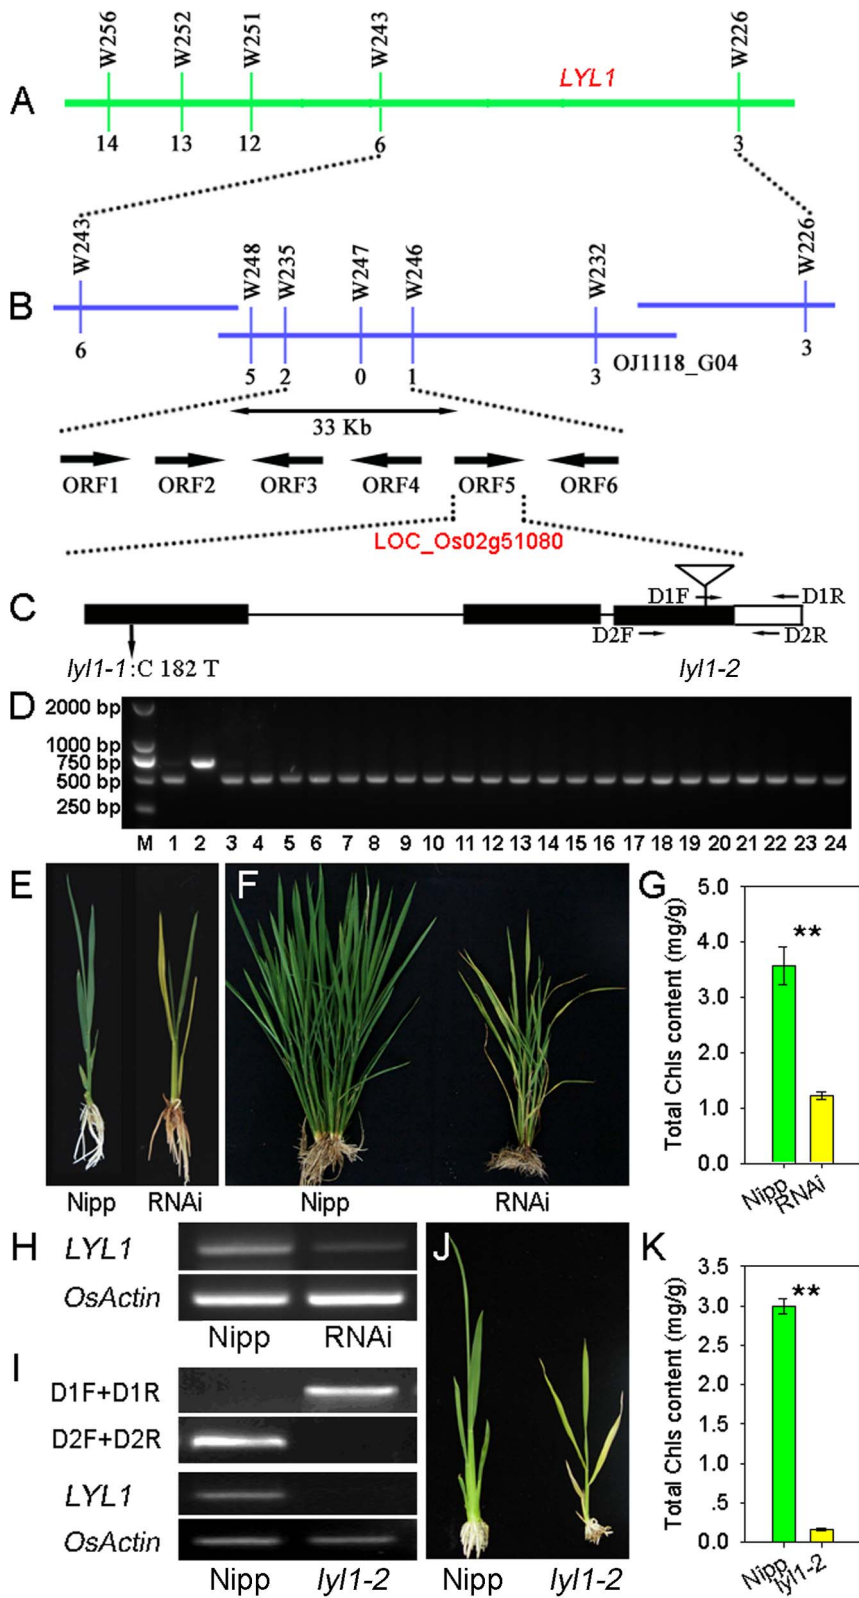 W256 W252 W251 W243 W226
LYL1
A
14 13 12 6 3
W243 W248 W235 W247 W246 W232 W226
B
6 5 2 0 1 3 3
OJ1118_G04
33 Kb
ORF1 ORF2 ORF3 ORF4 ORF5 ORF6
LOC_Os02g51080
C
D1F D1R
D2F D2R
lyl1-1:C 182 T
lyl1-2
D
2000 bp
1000 bp
750 bp
500 bp
250 bp
M 1 2 3 4 5 6 7 8 9 10 11 12 13 14 15 16 17 18 19 20 21 22 23 24
E
Nipp RNAi
F
Nipp RNAi
G
Total Chls content (mg/g)
5.0
4.0
3.0
2.0
1.0
0.0
**
Nipp RNAi
H
LYL1
OsActin
Nipp RNAi
I
D1F+D1R
D2F+D2R
LYL1
OsActin
Nipp lyl1-2
J
Nipp lyl1-2
K
Total Chls content (mg/g)
3.5
3.0
2.5
2.0
1.5
1.0
.5
.0
**
Nipp lyl1-2